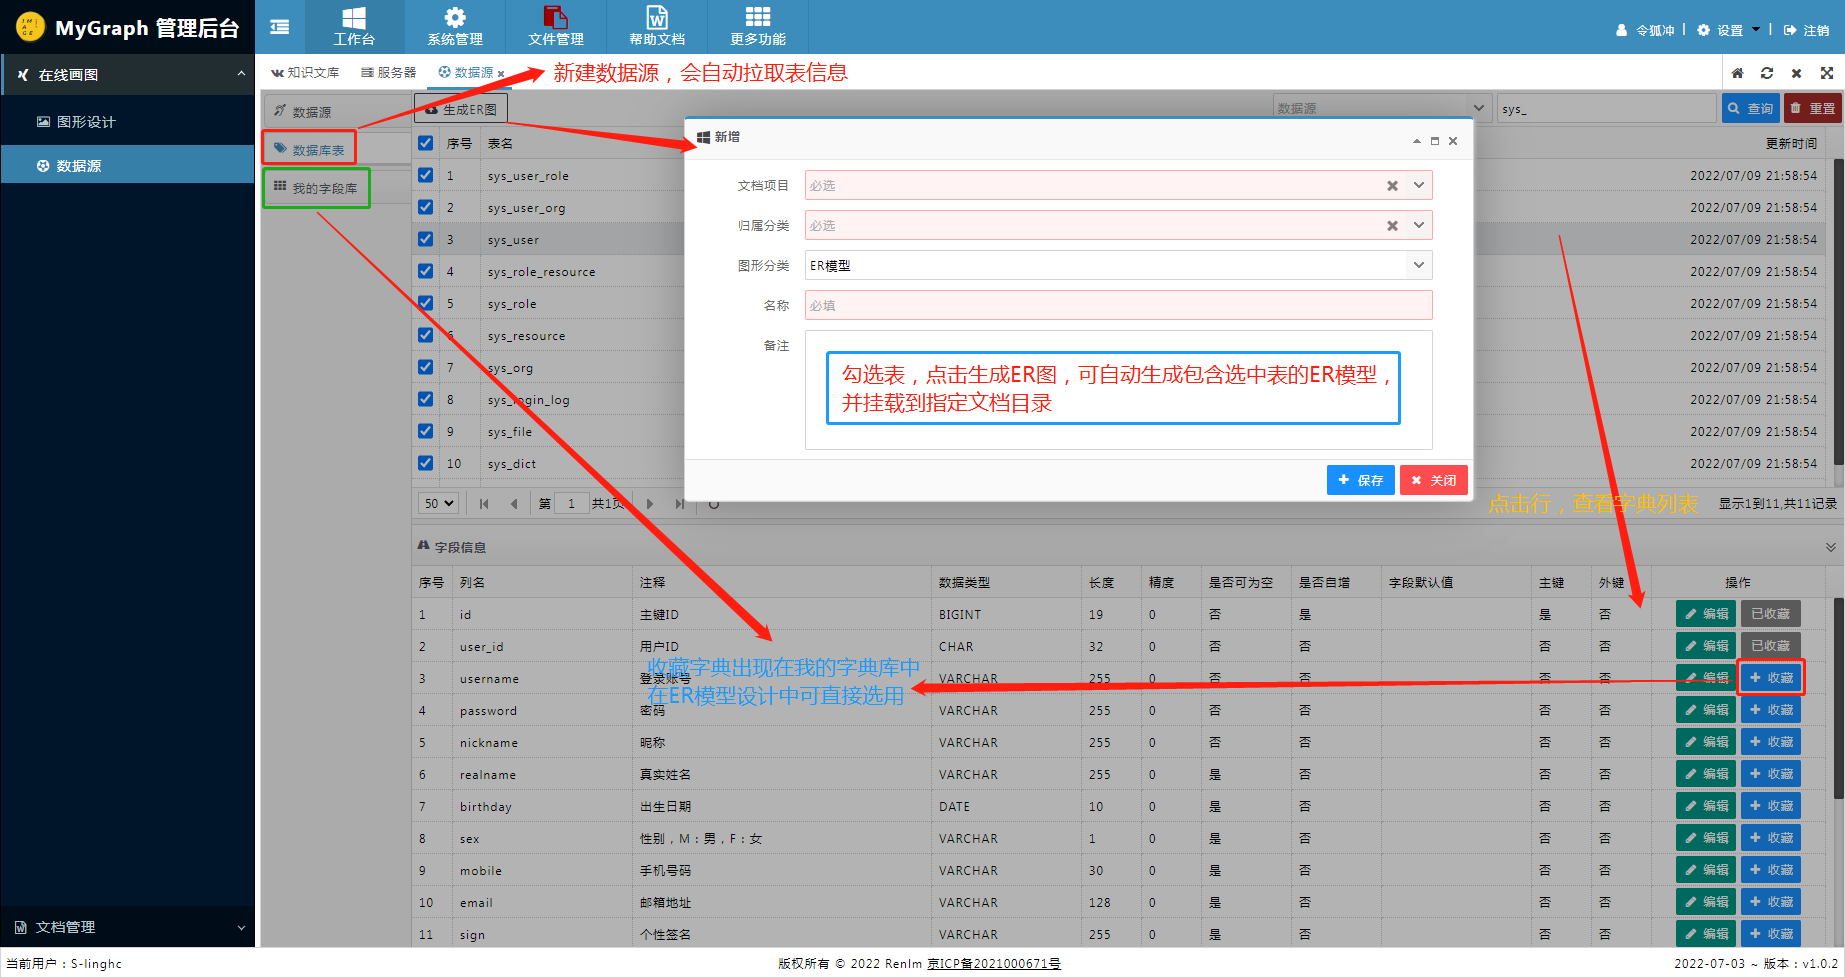 MyGraph 管理后台
工作台
系统管理
文件管理
帮助文档
更多功能
令狐冲
设置
注销
在线画图
图形设计
数据源
文档管理
知识文库
服务器
数据源
新建数据源，会自动拉取表信息
数据源
数据库表
我的字段库
生成ER图
数据源
sys_
查询
重置
序号 表名 更新时间
1 sys_user_role 2022/07/09 21:58:54
2 sys_user_org 2022/07/09 21:58:54
3 sys_user 2022/07/09 21:58:54
4 sys_role_resource 2022/07/09 21:58:54
5 sys_role 2022/07/09 21:58:54
6 sys_resource 2022/07/09 21:58:54
7 sys_org 2022/07/09 21:58:54
8 sys_login_log 2022/07/09 21:58:54
9 sys_file 2022/07/09 21:58:54
10 sys_dict 2022/07/09 21:58:54
新增
文档项目 必选
归属分类 必选
图形分类 ER模型
名称 必填
备注
勾选表，点击生成ER图，可自动生成包含选中表的ER模型，
并挂载到指定文档目录
保存
关闭
50 第 1 共1页
点击行，查看字典列表
显示1到11,共11记录
字段信息
序号 列名 注释 数据类型 长度 精度 是否可为空 是否自增 字段默认值 主键 外键 操作
1 id 主键ID BIGINT 19 0 否 是 是 否 编辑 已收藏
2 user_id 用户ID CHAR 32 0 否 否 否 否 编辑 已收藏
3 username 登录账号 VARCHAR 255 0 否 否 否 否 编辑 收藏
4 password 密码 VARCHAR 255 0 否 否 否 否 编辑 收藏
5 nickname 昵称 VARCHAR 255 0 否 否 否 否 编辑 收藏
6 realname 真实姓名 VARCHAR 255 0 是 否 否 否 编辑 收藏
7 birthday 出生日期 DATE 10 0 是 否 否 否 编辑 收藏
8 sex 性别，M：男，F：女 VARCHAR 1 0 是 否 否 否 编辑 收藏
9 mobile 手机号码 VARCHAR 30 0 是 否 否 否 编辑 收藏
10 email 邮箱地址 VARCHAR 128 0 是 否 否 否 编辑 收藏
11 sign 个性签名 VARCHAR 255 0 是 否 否 否 编辑 收藏
收藏字典出现在我的字典库中
在ER模型设计中可直接选用
当前用户：S-linghc
版权所有 © 2022 Renlm 京ICP备2021000671号
2022-07-03 ~ 版本：v1.0.2